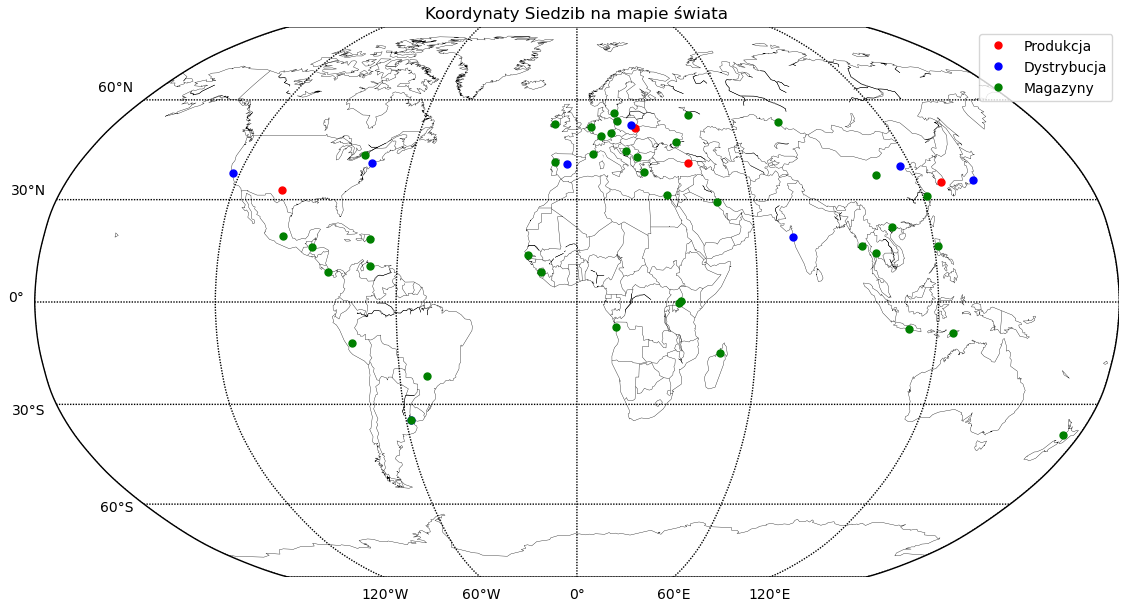 Koordynaty Siedzib na mapie świata
Produkcja
Dystrybucja
Magazyny
60°N
30°N
0°
30°S
60°S
120°W 60°W 0° 60°E 120°E